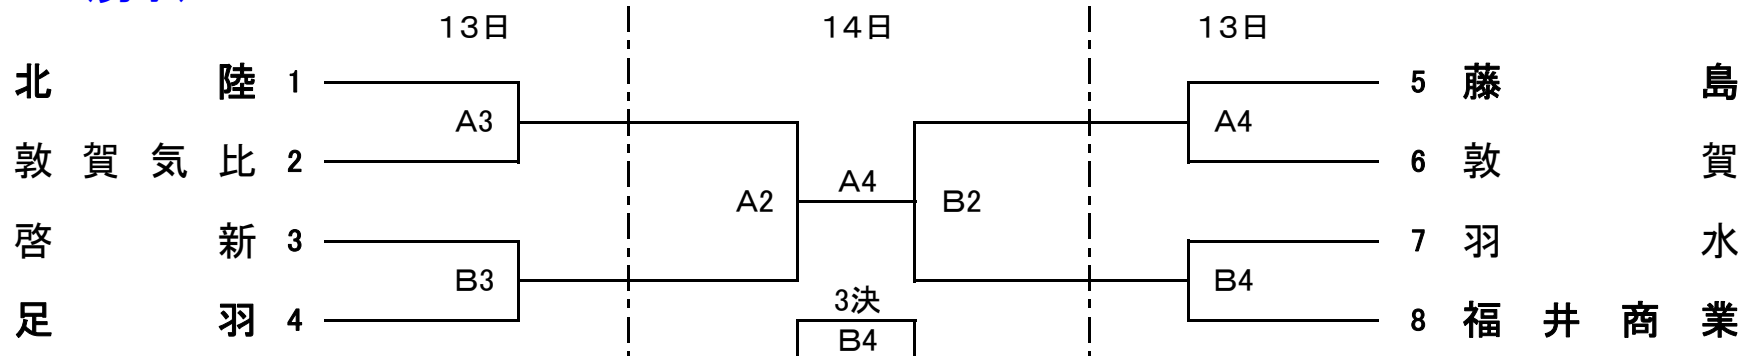 13日 14日 13日
北陸 1 5 藤島
A3 A4
敦賀気比 2 6 敦賀
A4
A2 B2
啓新 3 7 羽水
B3 B4
3決
足羽 4 8 福井商業
B4